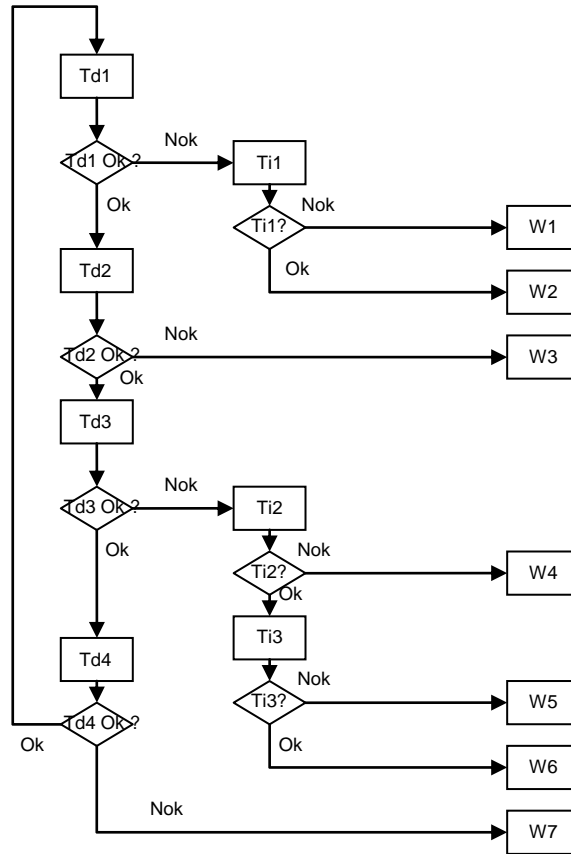 Td1
Td1 Ok ?
Nok
Ti1
Ok
Nok
Ti1?
W1
Td2
Ok
W2
Nok
Td2 Ok ?
W3
Ok
Td3
Nok
Td3 Ok ?
Ti2
Ok
Nok
Ti2?
W4
Ok
Td4
Ti3
Nok
Ti3?
W5
Td4 Ok ?
Ok
Ok
W6
Nok
W7